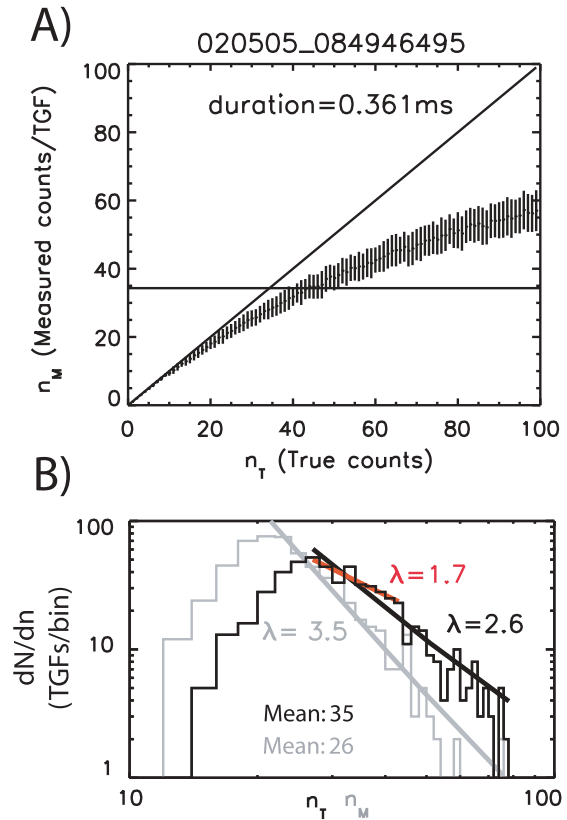 A)
020505_084946495
duration=0.361ms
n_M (Measured counts/TGF)
100
80
60
40
20
0
0 20 40 60 80 100
n_T (True counts)
B)
dN/dn
(TGFs/bin)
100
10
1
λ=1.7
λ= 3.5
λ=2.6
Mean: 35
Mean: 26
10 n_T n_M 100